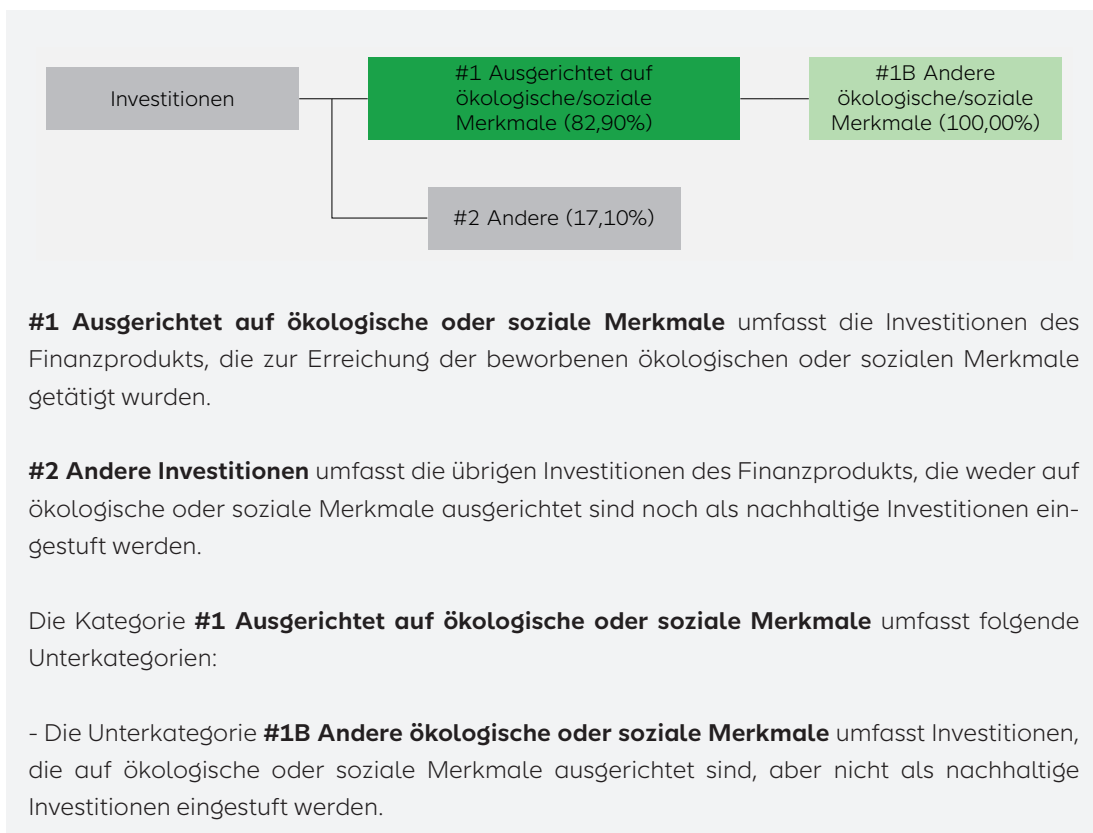 Investitionen
#1 Ausgerichtet auf
ökologische/soziale
Merkmale (82,90%)
#1B Andere
ökologische/soziale
Merkmale (100,00%)
#2 Andere (17,10%)
#1 Ausgerichtet auf ökologische oder soziale Merkmale umfasst die Investitionen des
Finanzprodukts, die zur Erreichung der beworbenen ökologischen oder sozialen Merkmale
getätigt wurden.
#2 Andere Investitionen umfasst die übrigen Investitionen des Finanzprodukts, die weder auf
ökologische oder soziale Merkmale ausgerichtet sind noch als nachhaltige Investitionen ein-
gestuft werden.
Die Kategorie #1 Ausgerichtet auf ökologische oder soziale Merkmale umfasst folgende
Unterkategorien:
- Die Unterkategorie #1B Andere ökologische oder soziale Merkmale umfasst Investitionen,
die auf ökologische oder soziale Merkmale ausgerichtet sind, aber nicht als nachhaltige
Investitionen eingestuft werden.